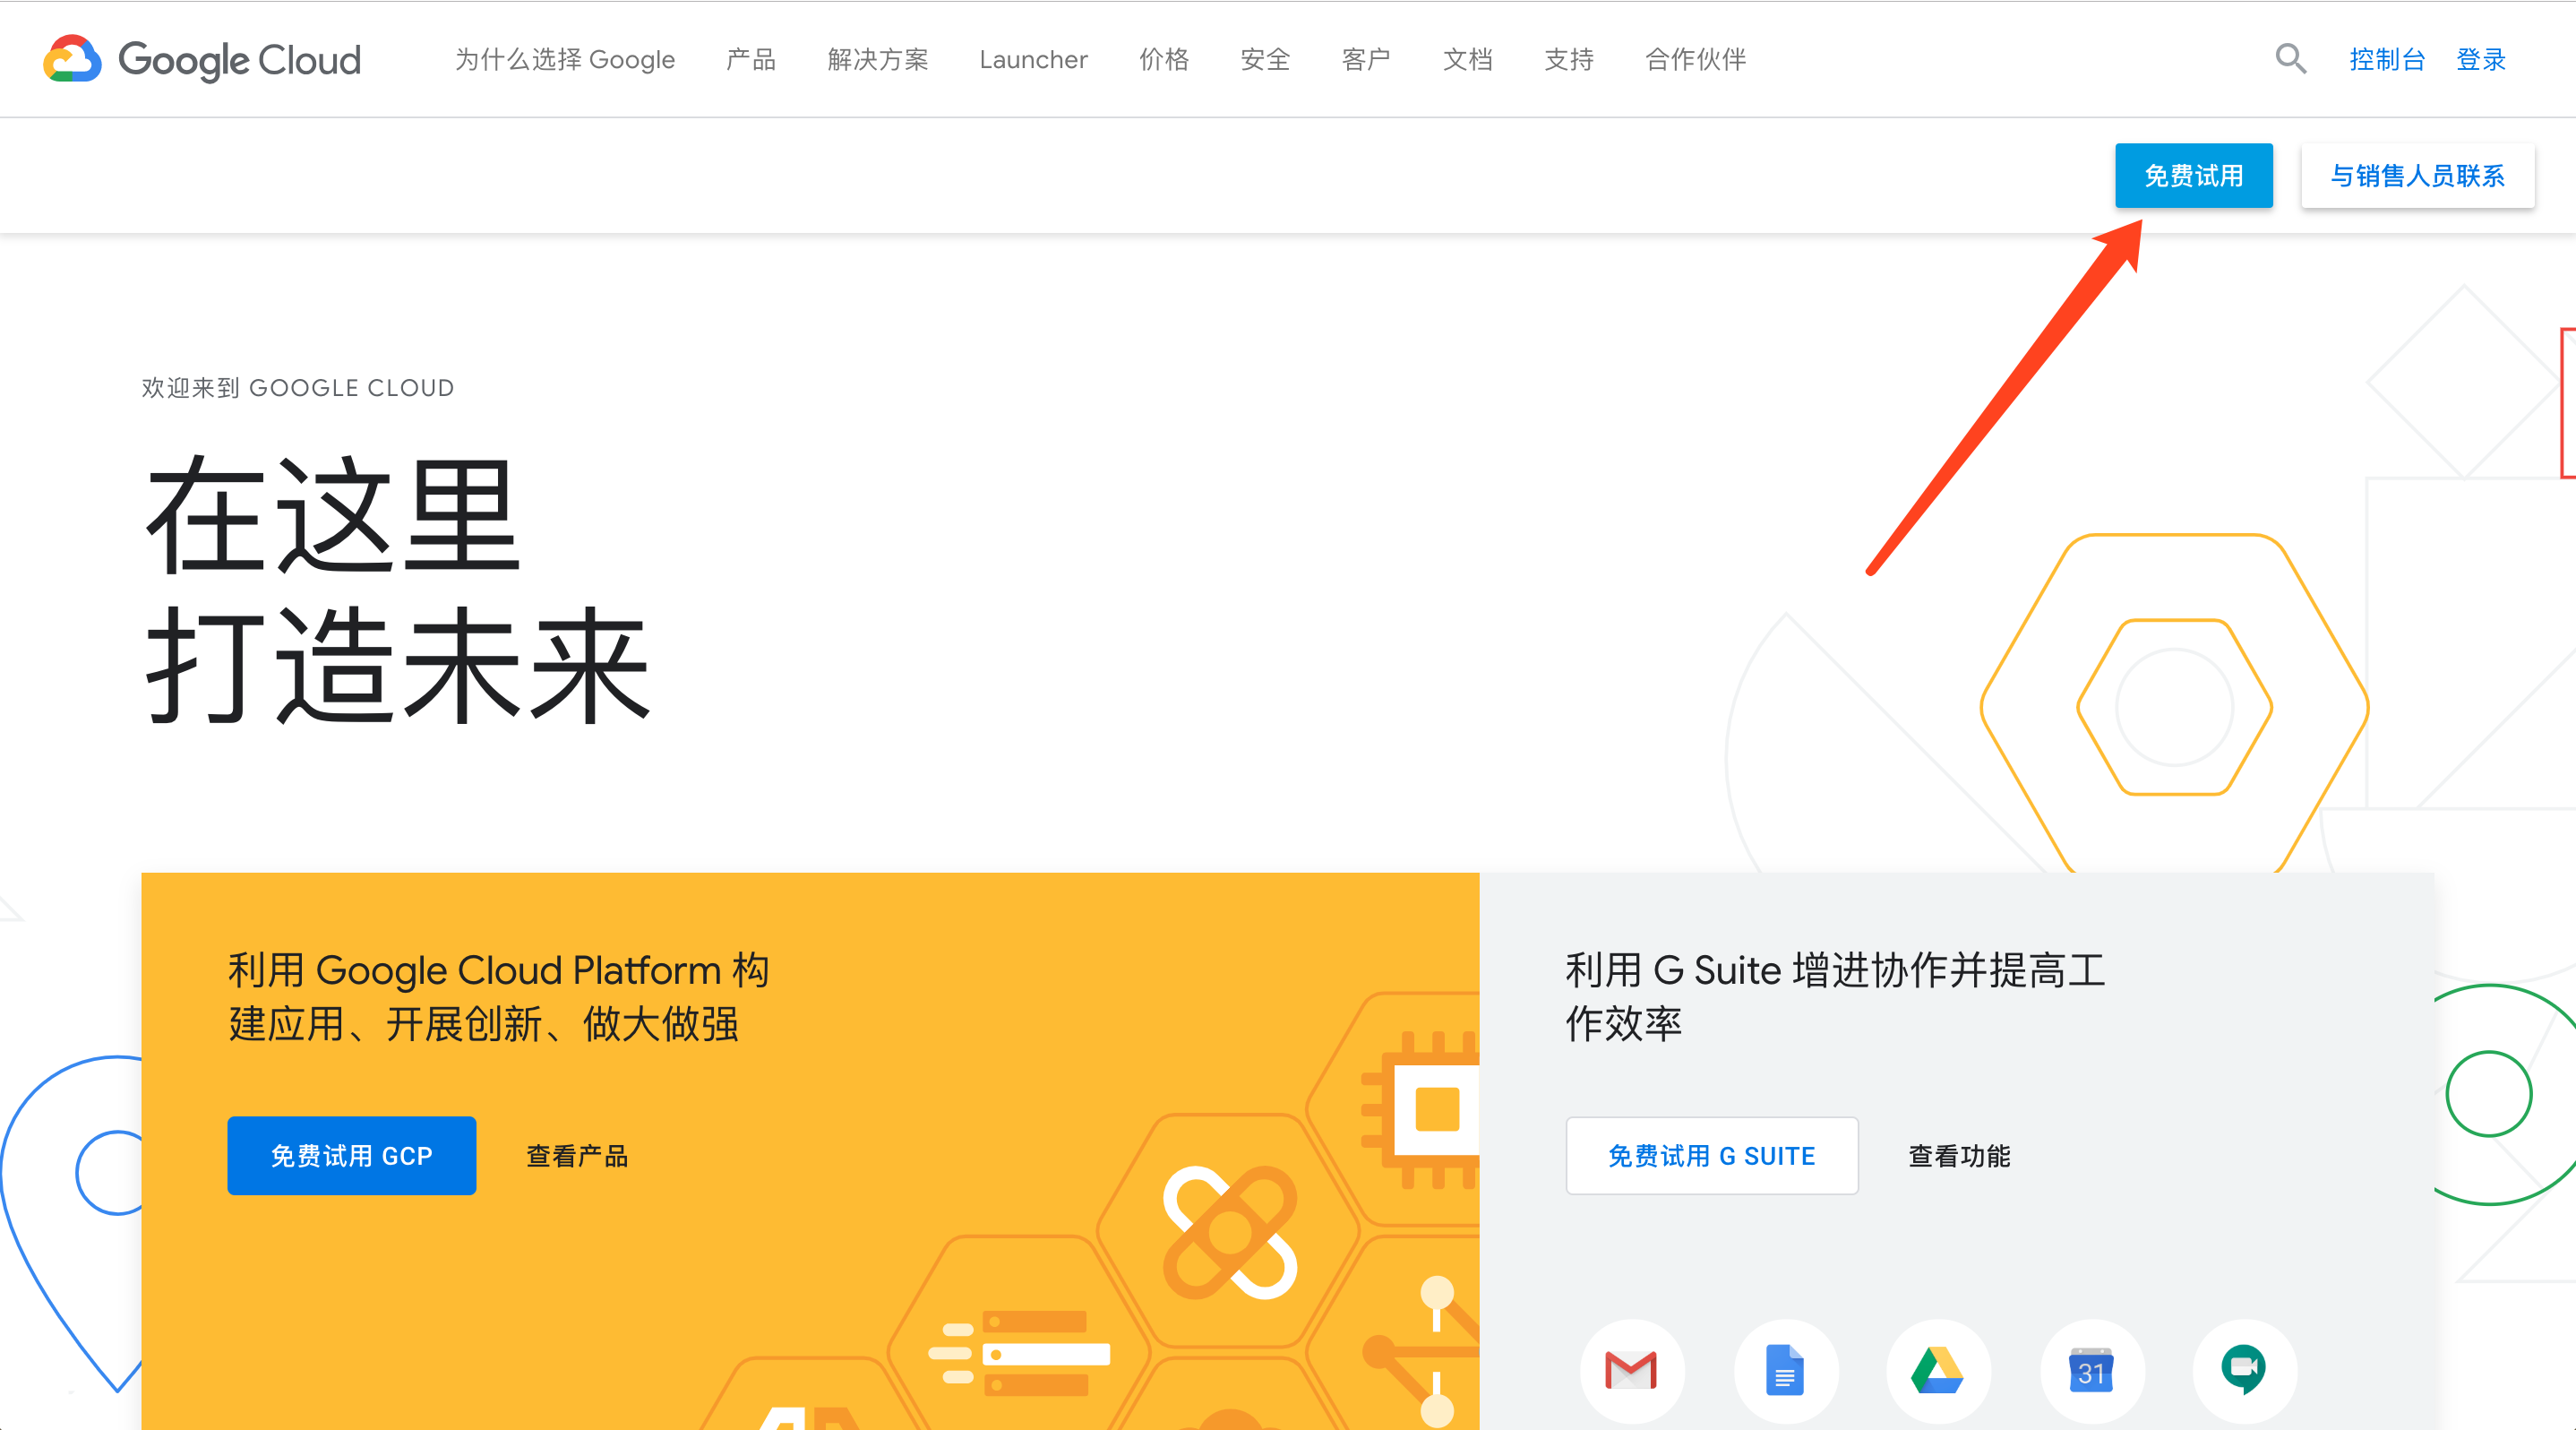 Google Cloud
为什么选择 Google 产品 解决方案 Launcher 价格 安全 客户 文档 支持 合作伙伴
控制台 登录
免费试用 与销售人员联系
欢迎来到 GOOGLE CLOUD
在这里
打造未来
利用 Google Cloud Platform 构
建应用、开展创新、做大做强
免费试用 GCP 查看产品
利用 G Suite 增进协作并提高工
作效率
免费试用 G SUITE 查看功能
31